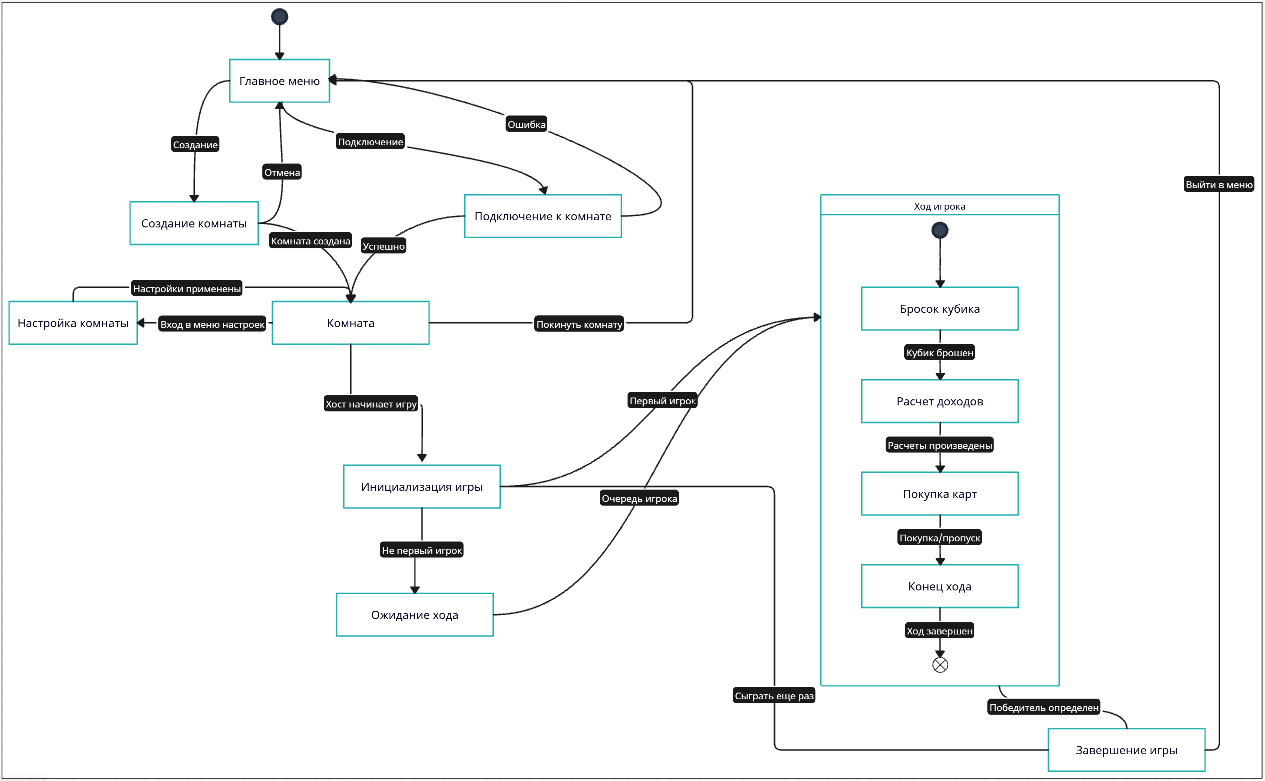 Главное меню
Ошибка
Подключение
Создание
Отмена
Выйти в меню
Ход игрока
Подключение к комнате
Создание комнаты
Комната создана
Успешно
Настройки применены
Бросок кубика
Настройка комнаты
Вход в меню настроек
Комната
Покинуть комнату
Кубик брошен
Хост начинает игру
Первый игрок
Расчет доходов
Расчеты произведены
Инициализация игры
Очередь игрока
Покупка карт
Покупка/пропуск
Не первый игрок
Конец хода
Ожидание хода
Ход завершен
Сыграть еще раз
Победитель определен
Завершение игры